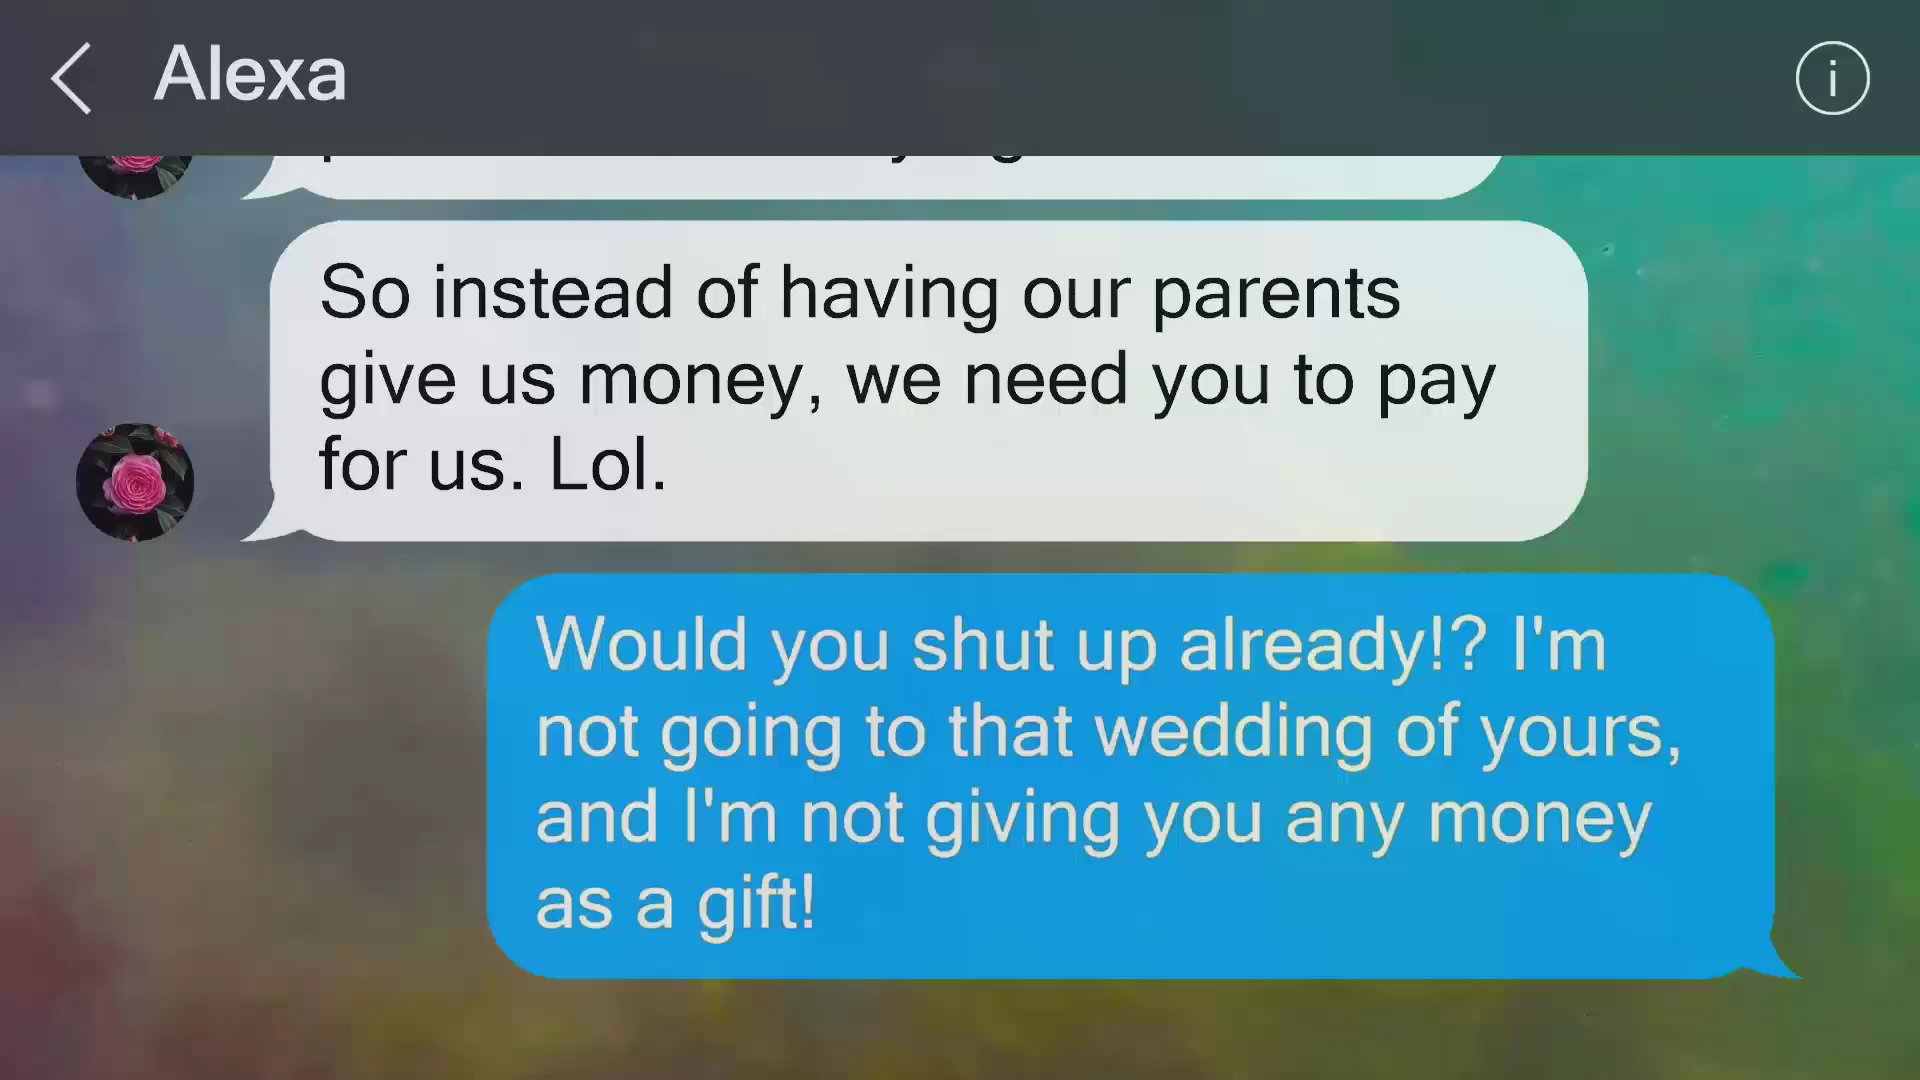 Alexa
So instead of having our parents
give us money, we need you to pay
for us. Lol.
Would you shut up already!? I'm
not going to that wedding of yours,
and I'm not giving you any money
as a gift!